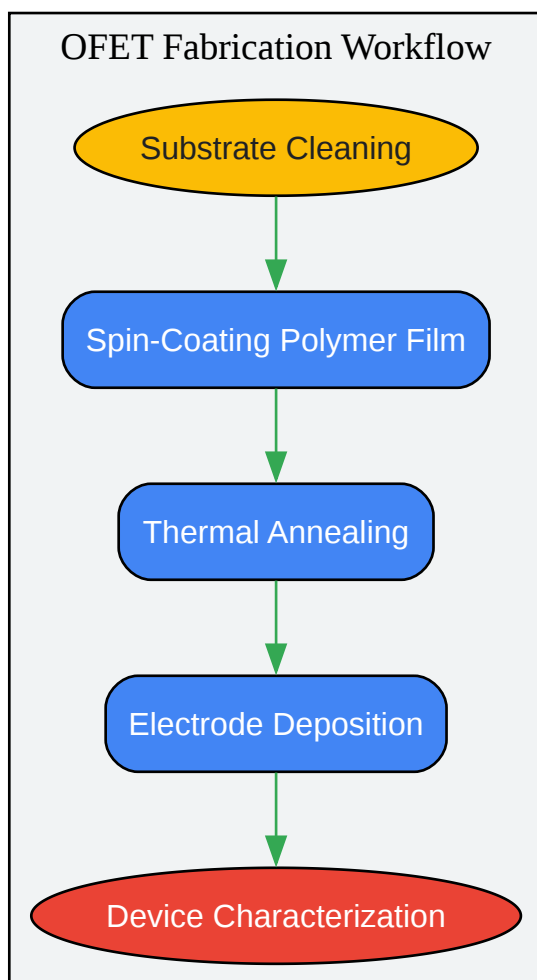 OFET Fabrication Workflow
Substrate Cleaning
Spin-Coating Polymer Film
Thermal Annealing
Electrode Deposition
Device Characterization